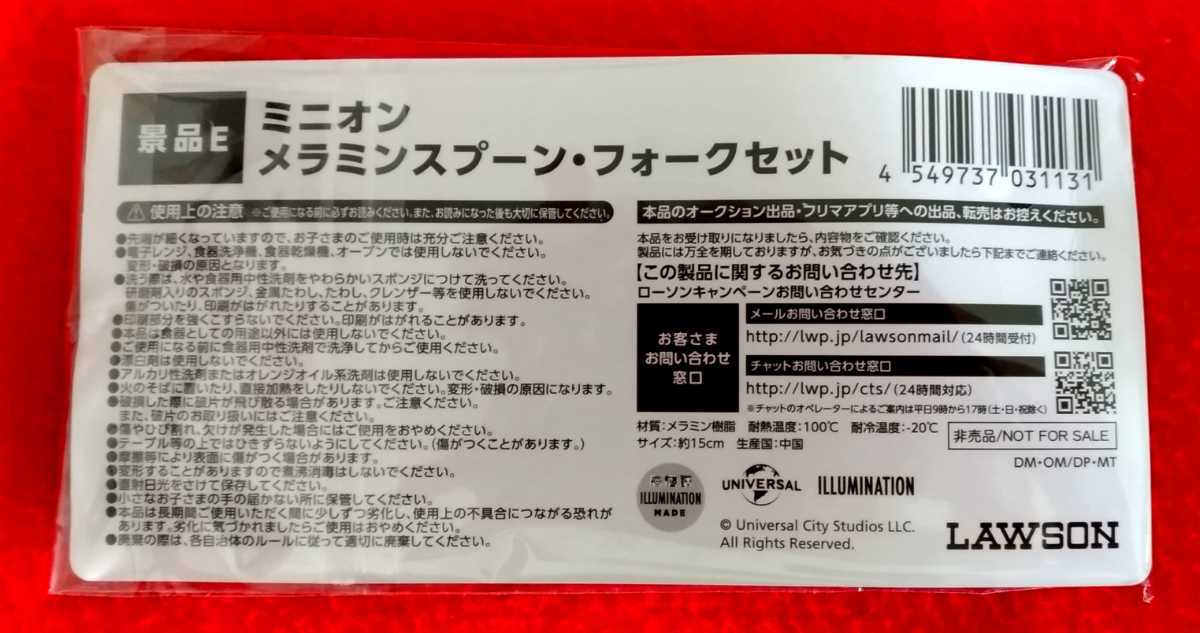 景品E
ミニオン
メラミンスプーン・フォークセット
4 549737 031131
使用上の注意 ※ご使用になる前に必ずお読みください。また、お読みになった後も大切に保管してください。
●先端が細くなっていますので、お子さまのご使用時は充分ご注意ください。
●電子レンジ、食器洗浄機、食器乾燥機、オーブンでは使用しないでください。
変形・破損の原因となります。
●洗う際は、水や食器用中性洗剤をやわらかいスポンジにつけて洗ってください。
研磨剤入りのスポンジ、金属たわし、たわし、クレンザー等を使用しないでください。
傷がついたり、印刷がはがれたりすることがあります。
●印刷部分を強くこすらないでください。印刷がはがれることがあります。
●本品は食器としての用途以外には使用しないでください。
●ご使用になる前に食器用中性洗剤で洗浄してからご使用ください。
●漂白剤は使用しないでください。
●アルカリ性洗剤またはオレンジオイル系洗剤は使用しないでください。
●火のそばに置いたり、直接加熱をしたりしないでください。変形・破損の原因になります。
●破損した際に破片が飛び散る場合があります。ご注意ください。
また、破片のお取り扱いにはご注意ください。
●傷やひび割れ、欠けが発生した場合にはご使用をおやめください。
●テーブル等の上ではひきずらないようにしてください。（傷がつくことがあります。）
●摩擦等により表面に傷がつく場合があります。
●変形することがありますので煮沸消毒はしないでください。
●直射日光をさけて保存してください。
●小さなお子さまの手の届かない所に保管してください。
●本品は長期間ご使用いただく間に少しずつ劣化し、使用上の不具合につながる恐れが
あります。劣化に気づかれましたらご使用はおやめください。
●廃棄の際は、各自治体のルールに従って適切に廃棄してください。
本品のオークション出品・フリマアプリ等への出品、転売はお控えください。
本品をお受け取りになりましたら、内容物をご確認ください。
製品には万全を期しておりますが、お気づきの点がございましたら下記までご連絡ください。
【この製品に関するお問い合わせ先】
ローソンキャンペーンお問い合わせセンター
お客さま
お問い合わせ
窓口
メールお問い合わせ窓口
http://lwp.jp/lawsonmail/（24時間受付）
チャットお問い合わせ窓口
http://lwp.jp/cts/（24時間対応）
※チャットのオペレーターによるご案内は平日9時から17時（土・日・祝除く）
材質：メラミン樹脂 耐熱温度：100℃ 耐冷温度：-20℃
サイズ：約15cm 生産国：中国
非売品/NOT FOR SALE
DM・OM/DP・MT
ILLUMINATION
MADE
UNIVERSAL
ILLUMINATION
© Universal City Studios LLC.
All Rights Reserved.
LAWSON